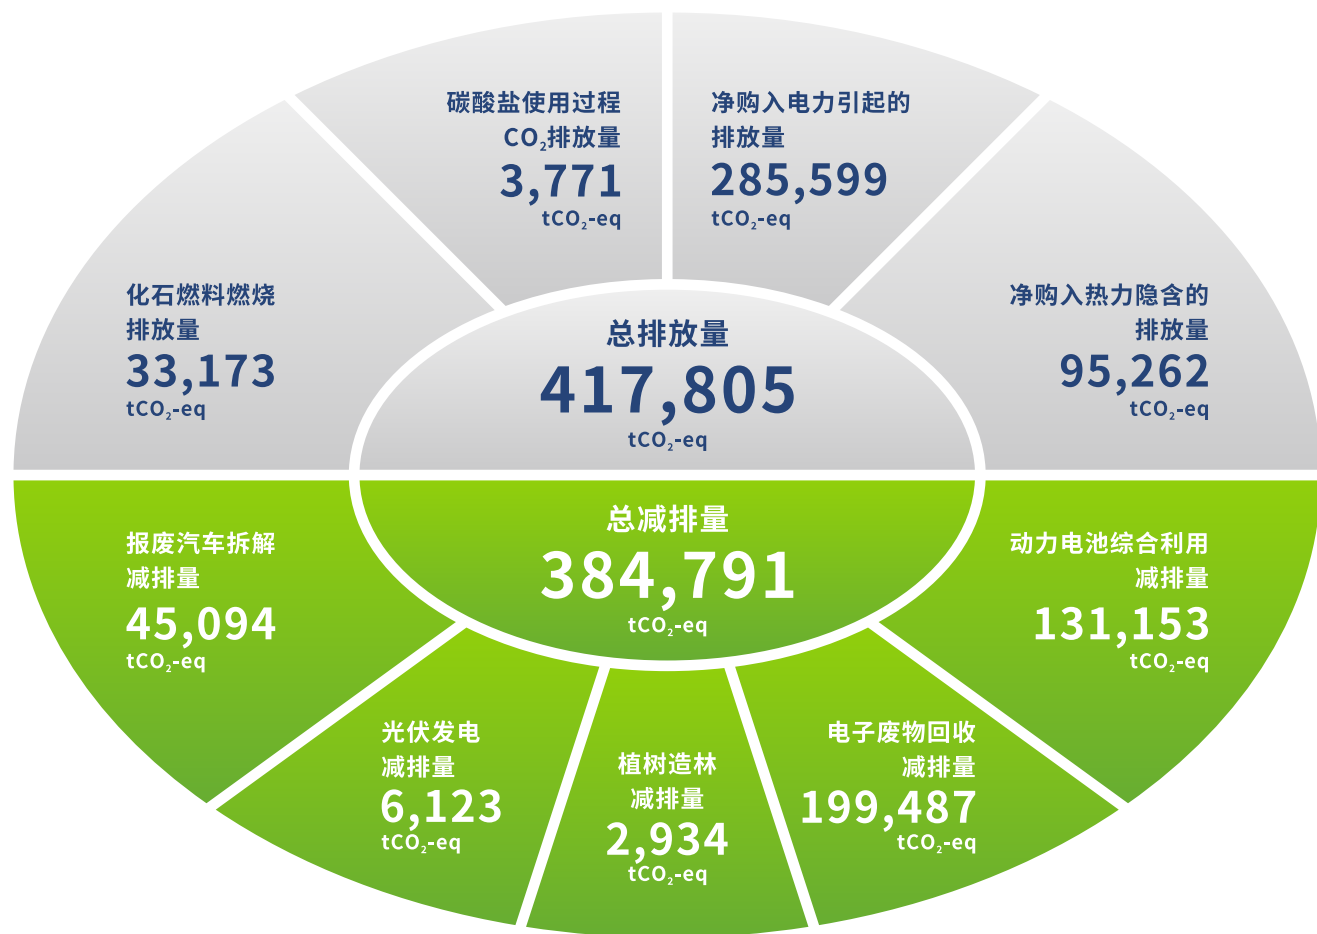 碳酸盐使用过程
CO₂排放量
3,771
tCO₂-eq
净购入电力引起的
排放量
285,599
tCO₂-eq
化石燃料燃烧
排放量
33,173
tCO₂-eq
净购入热力隐含的
排放量
95,262
tCO₂-eq
总排放量
417,805
tCO₂-eq
总减排量
384,791
tCO₂-eq
报废汽车拆解
减排量
45,094
tCO₂-eq
动力电池综合利用
减排量
131,153
tCO₂-eq
光伏发电
减排量
6,123
tCO₂-eq
植树造林
减排量
2,934
tCO₂-eq
电子废物回收
减排量
199,487
tCO₂-eq